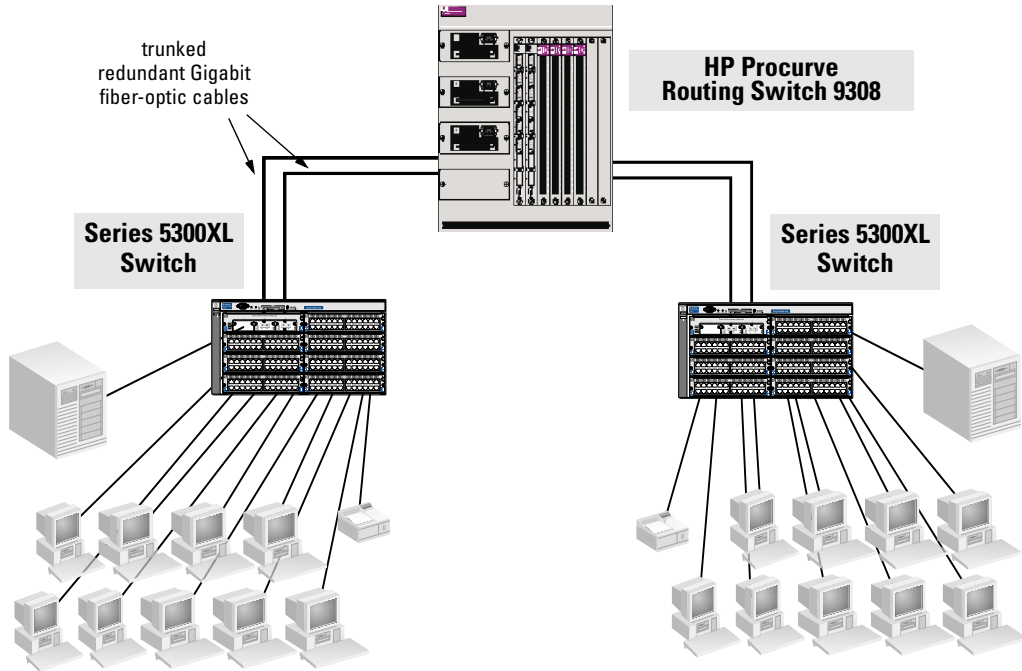 trunked
redundant Gigabit
fiber-optic cables
HP Procurve
Routing Switch 9308
Series 5300XL
Switch
Series 5300XL
Switch